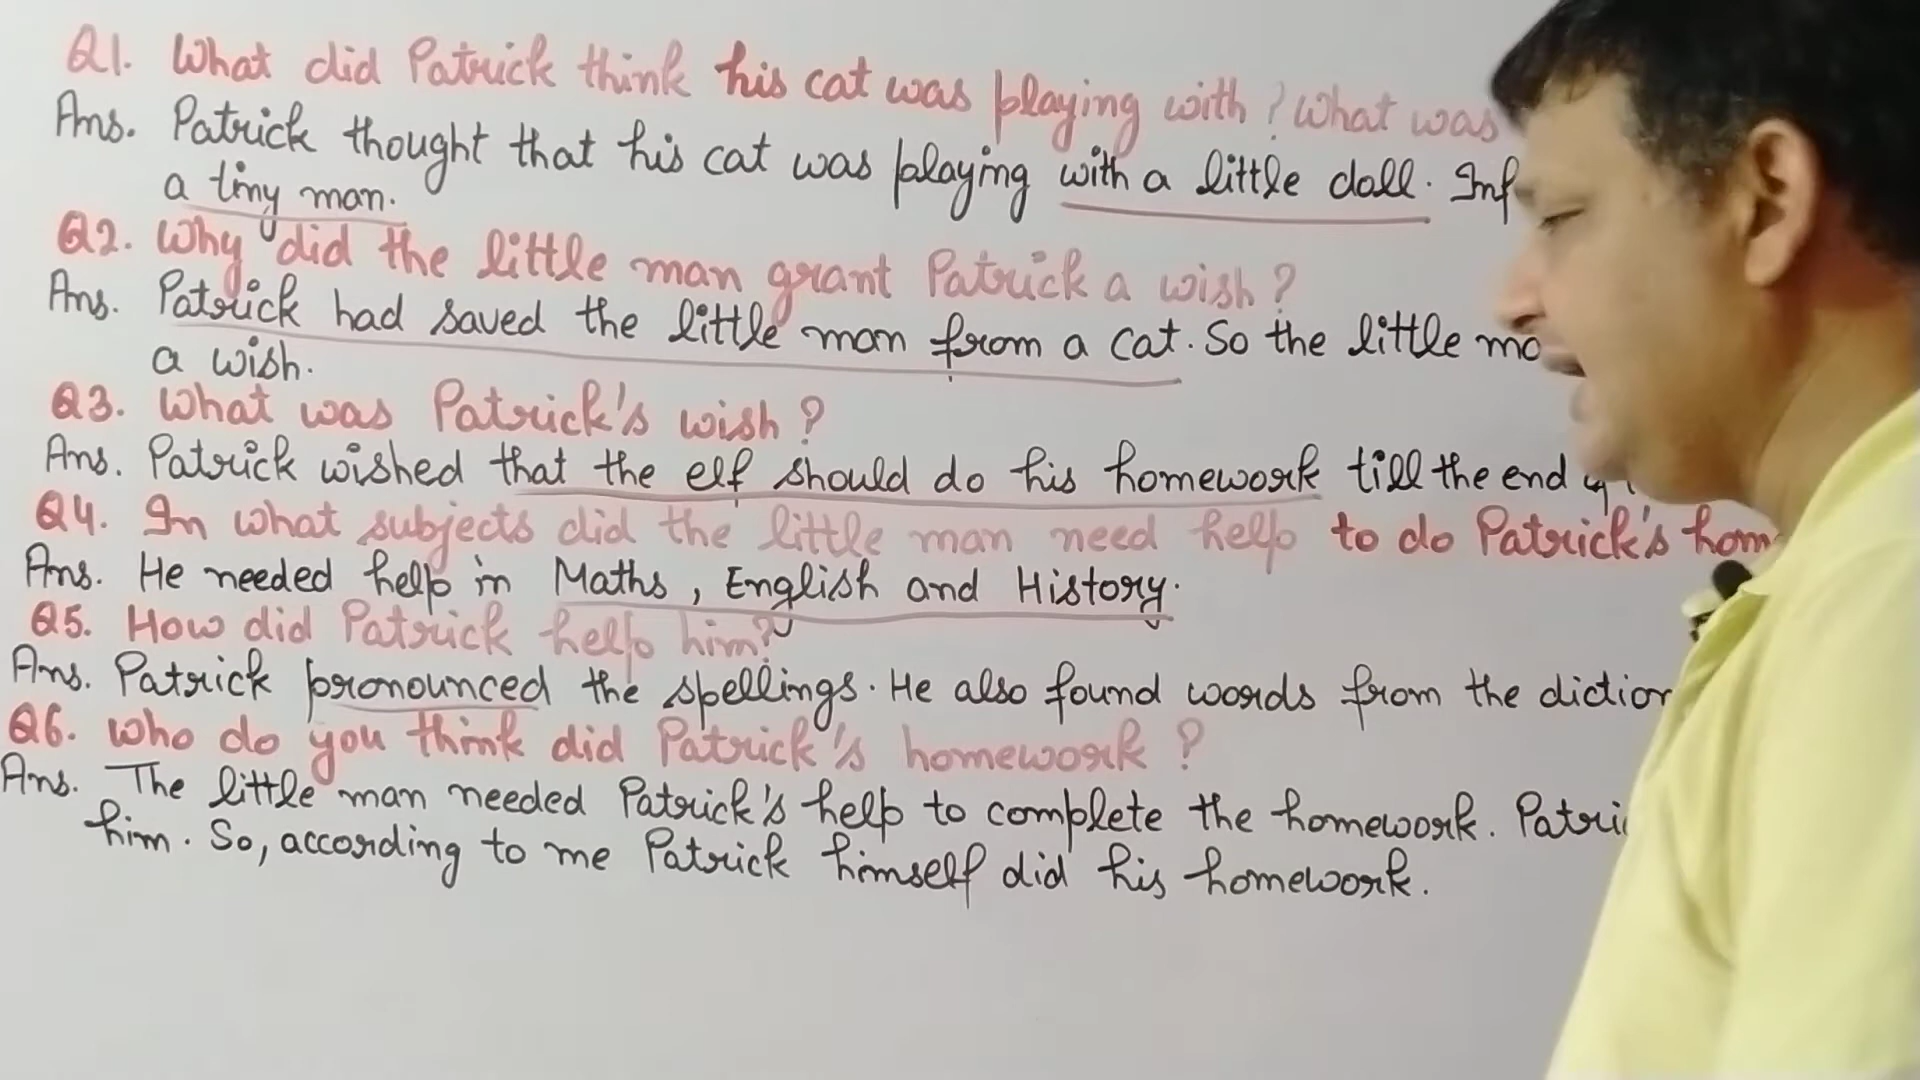 Q1. What did Patrick think his cat was playing with? What was
Ans. Patrick thought that his cat was playing with a little doll. Inf
a tiny man.
Q2. Why did the little man grant Patrick a wish?
Ans. Patrick had saved the little man from a cat. So the little ma
a wish.
Q3. What was Patrick's wish?
Ans. Patrick wished that the elf should do his homework till the end
Q4. In what subjects did the little man need help to do Patrick's hom
Ans. He needed help in Maths, English and History.
Q5. How did Patrick help him?
Ans. Patrick pronounced the spellings. He also found words from the diction
Q6. Who do you think did Patrick's homework?
Ans. The little man needed Patrick's help to complete the homework. Patri
him. So, according to me Patrick himself did his homework.